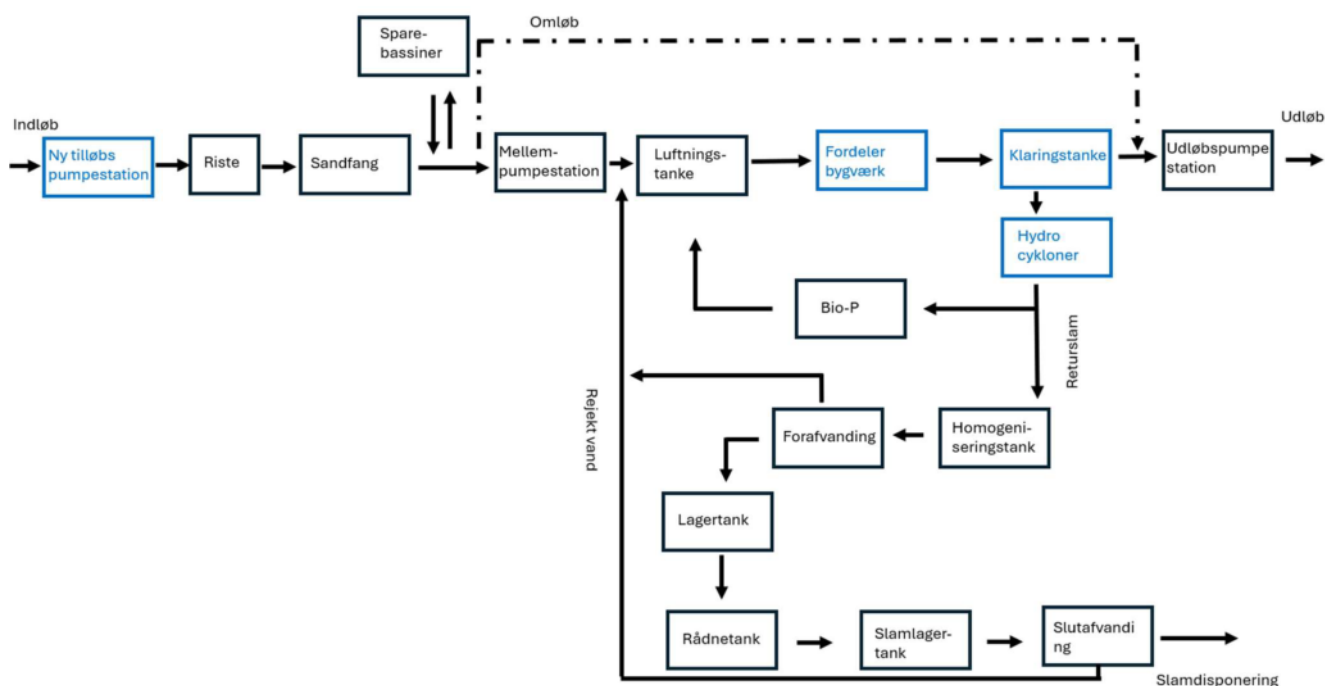 Omløb
Spare-
bassiner
Indløb
Udløb
Ny tilløbs
pumpestation
Riste
Sandfang
Mellem-
pumpestation
Luftnings-
tanke
Fordeler
bygværk
Klaringstanke
Udløbspumpe
station
Hydro
cykloner
Bio-P
Returslam
Rejekt vand
Forafvanding
Homogeni-
seringstank
Lagertank
Rådnetank
Slamlager-
tank
Slutafvandi
ng
Slamdisponering